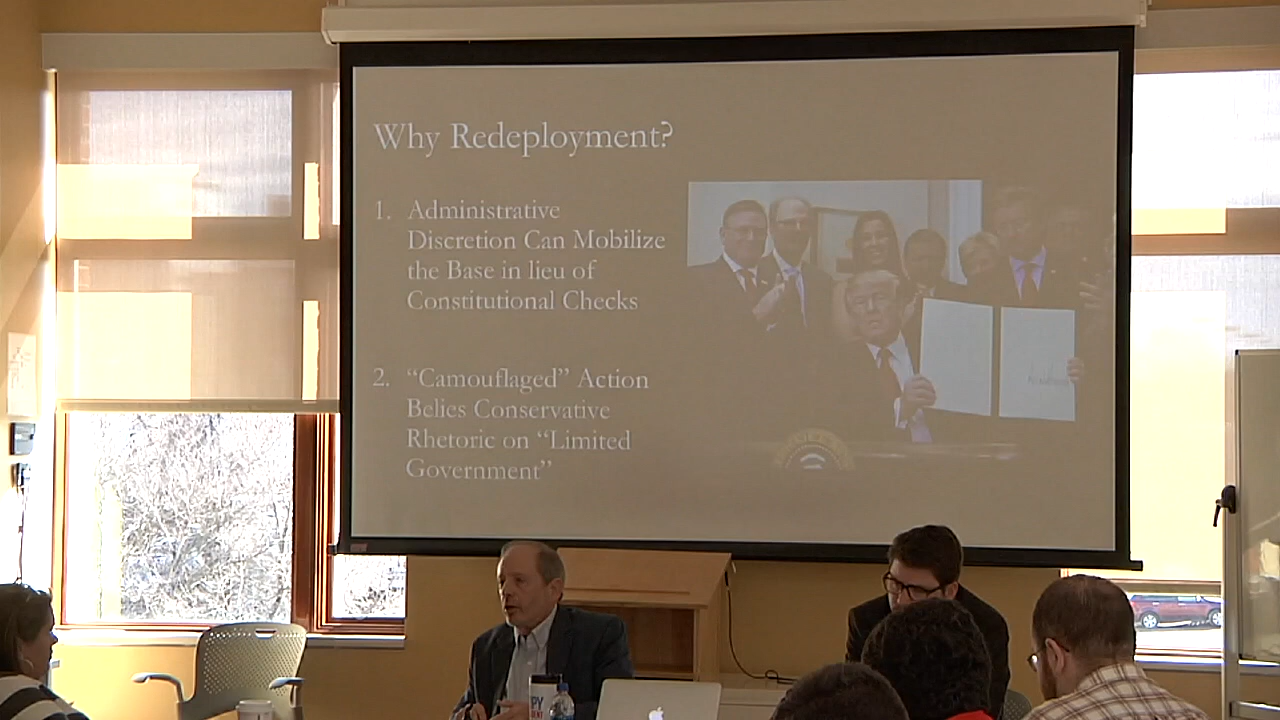 Why Redeployment?
1. Administrative
Discretion Can Mobilize
the Base in lieu of
Constitutional Checks
2. “Camouflaged” Action
Belies Conservative
Rhetoric on “Limited
Government”